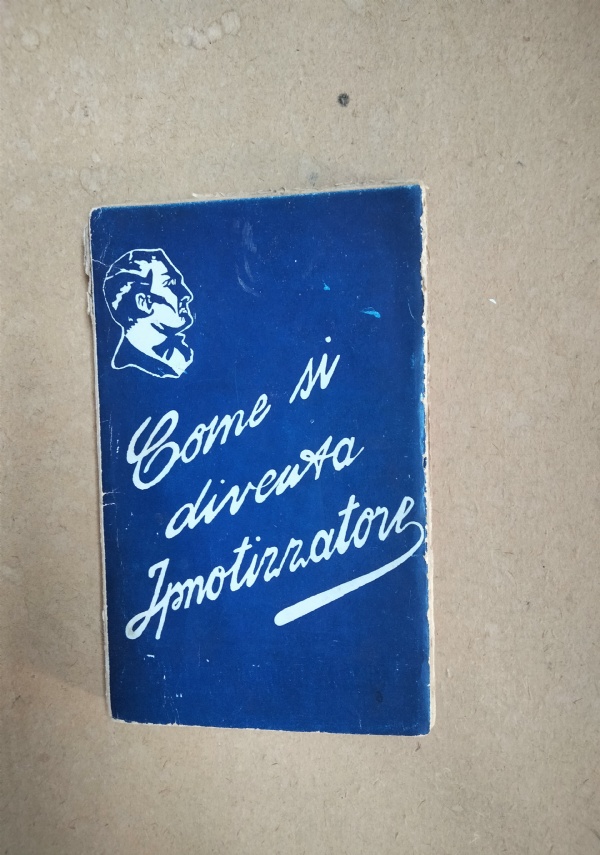 Come si
diventa
Ipnotizzatore